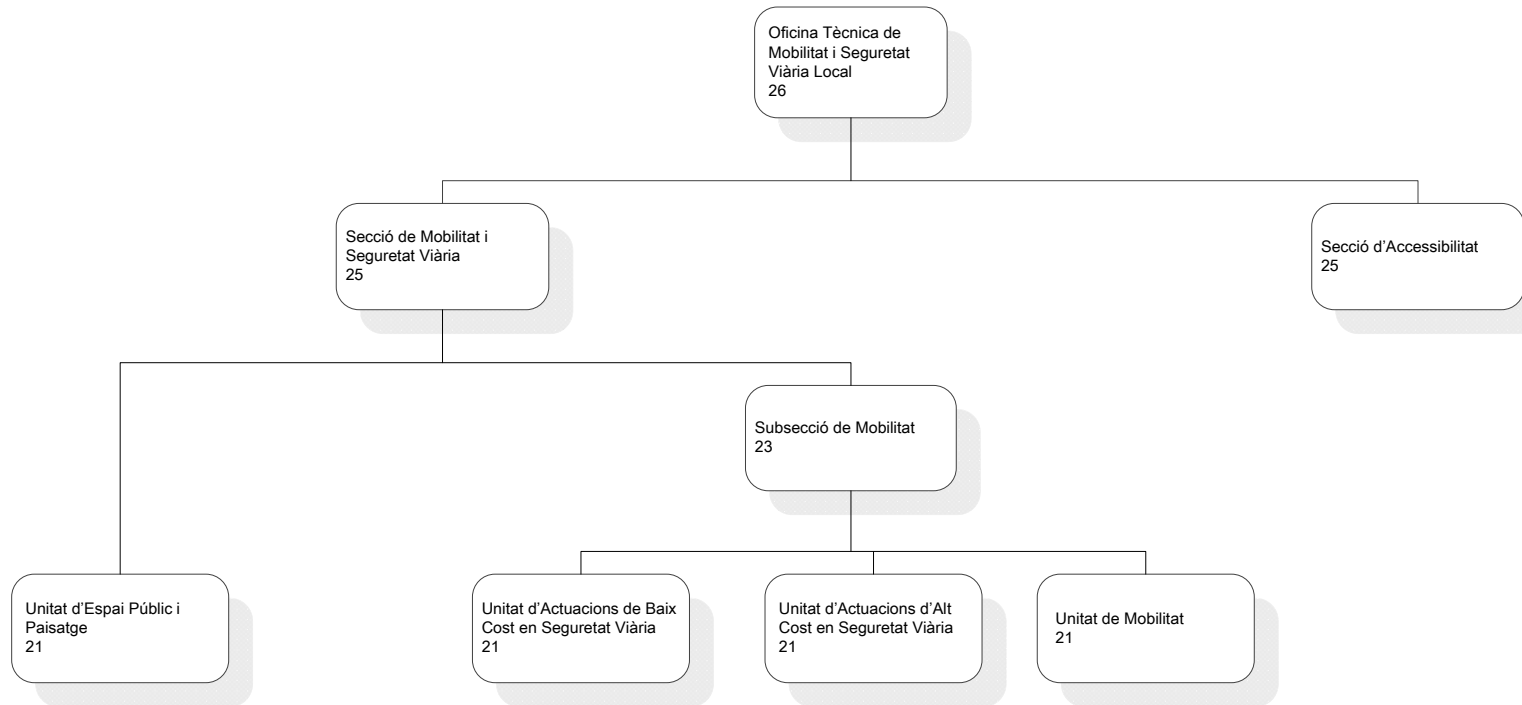 Oficina Tècnica de
Mobilitat i Seguretat
Viària Local
26
Secció de Mobilitat i
Seguretat Viària
25
Secció d’Accessibilitat
25
Subsecció de Mobilitat
23
Unitat d’Espai Públic i
Paisatge
21
Unitat d’Actuacions de Baix
Cost en Seguretat Viària
21
Unitat d’Actuacions d’Alt
Cost en Seguretat Viària
21
Unitat de Mobilitat
21